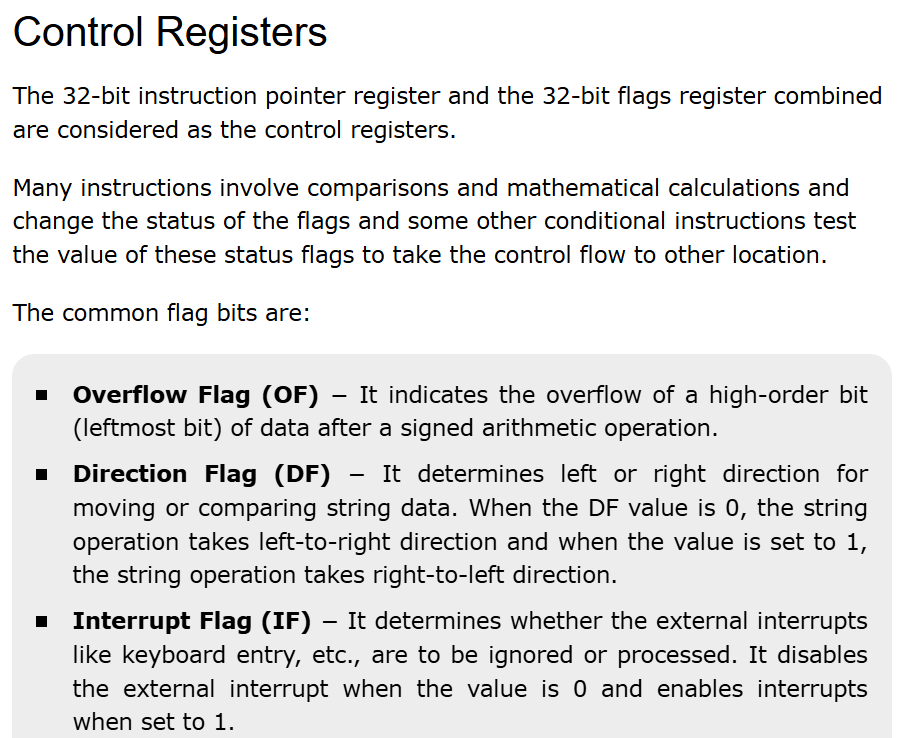 Control Registers
The 32-bit instruction pointer register and the 32-bit flags register combined
are considered as the control registers.
Many instructions involve comparisons and mathematical calculations and
change the status of the flags and some other conditional instructions test
the value of these status flags to take the control flow to other location.
The common flag bits are:
▪ Overflow Flag (OF) − It indicates the overflow of a high-order bit
(leftmost bit) of data after a signed arithmetic operation.
▪ Direction Flag (DF) − It determines left or right direction for
moving or comparing string data. When the DF value is 0, the string
operation takes left-to-right direction and when the value is set to 1,
the string operation takes right-to-left direction.
▪ Interrupt Flag (IF) − It determines whether the external interrupts
like keyboard entry, etc., are to be ignored or processed. It disables
the external interrupt when the value is 0 and enables interrupts
when set to 1.